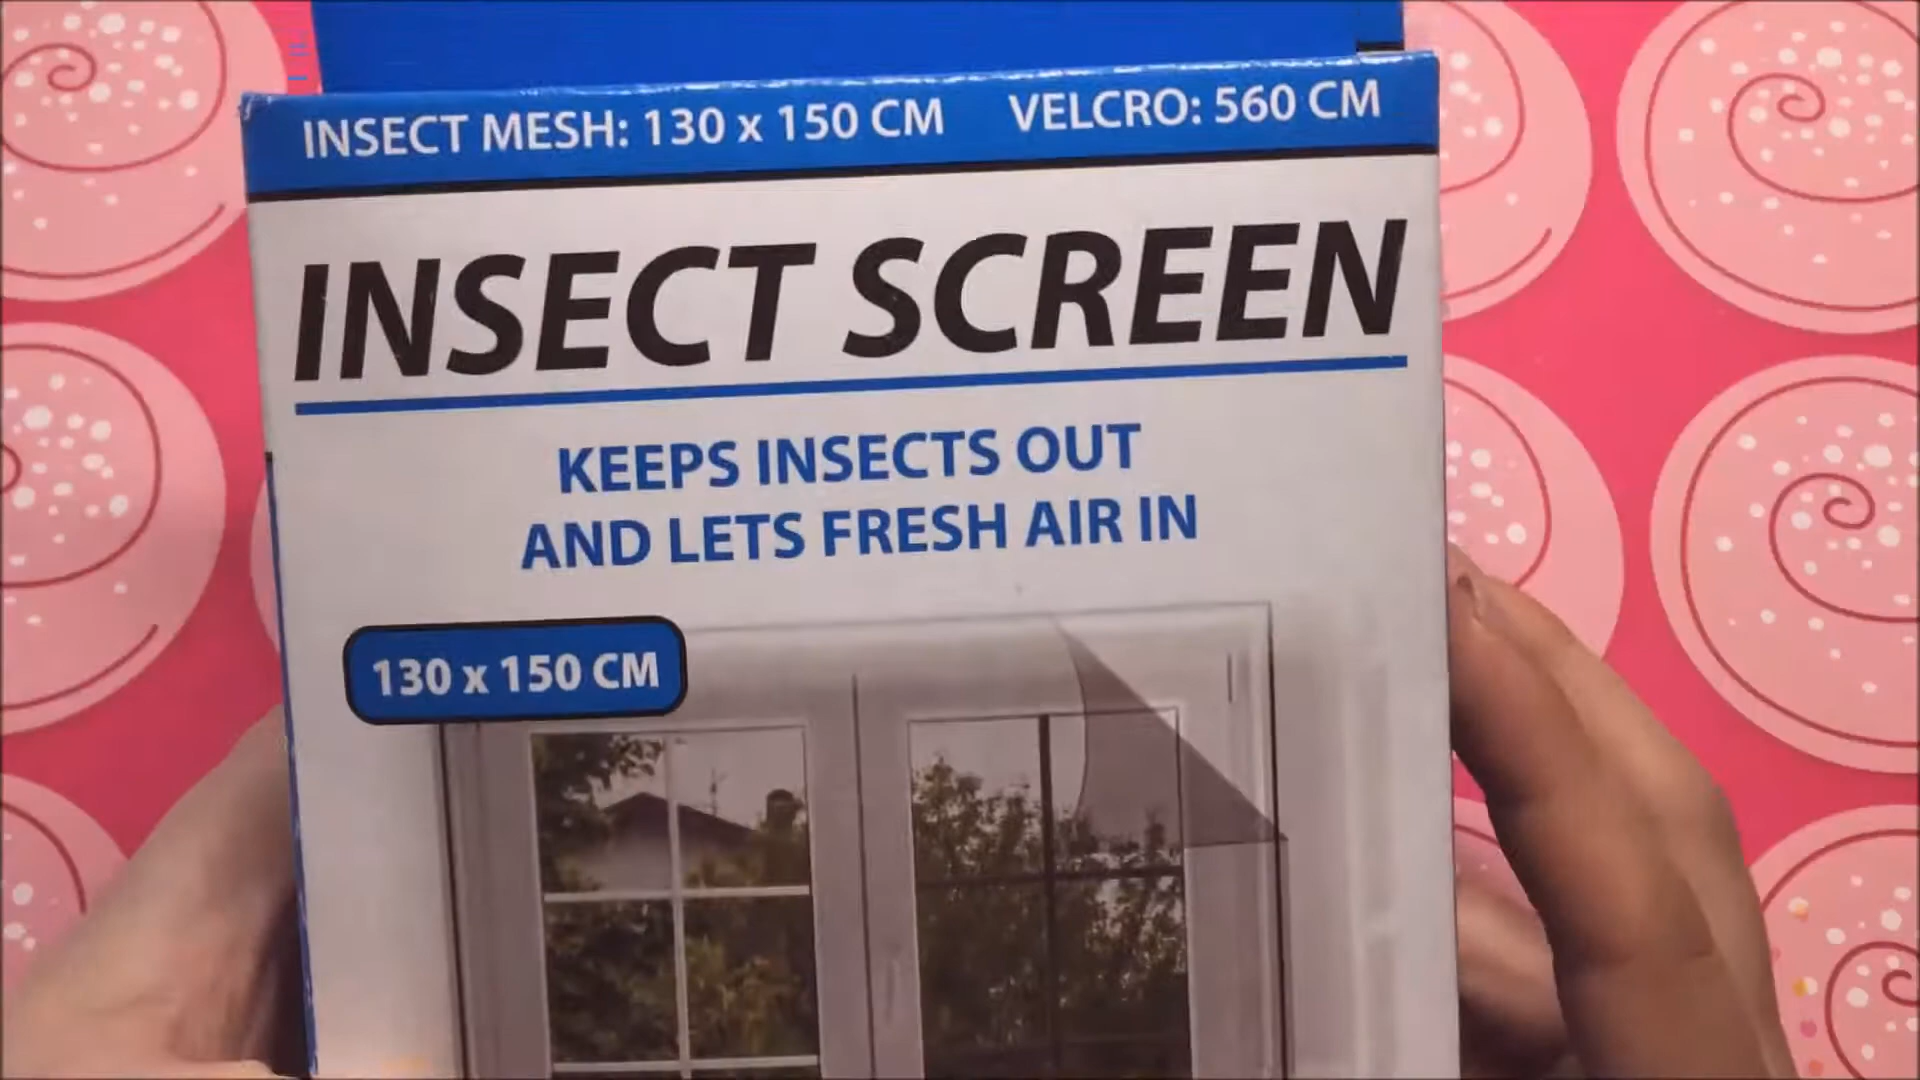 INSECT MESH: 130 x 150 CM VELCRO: 560 CM
INSECT SCREEN
KEEPS INSECTS OUT
AND LETS FRESH AIR IN
130 x 150 CM